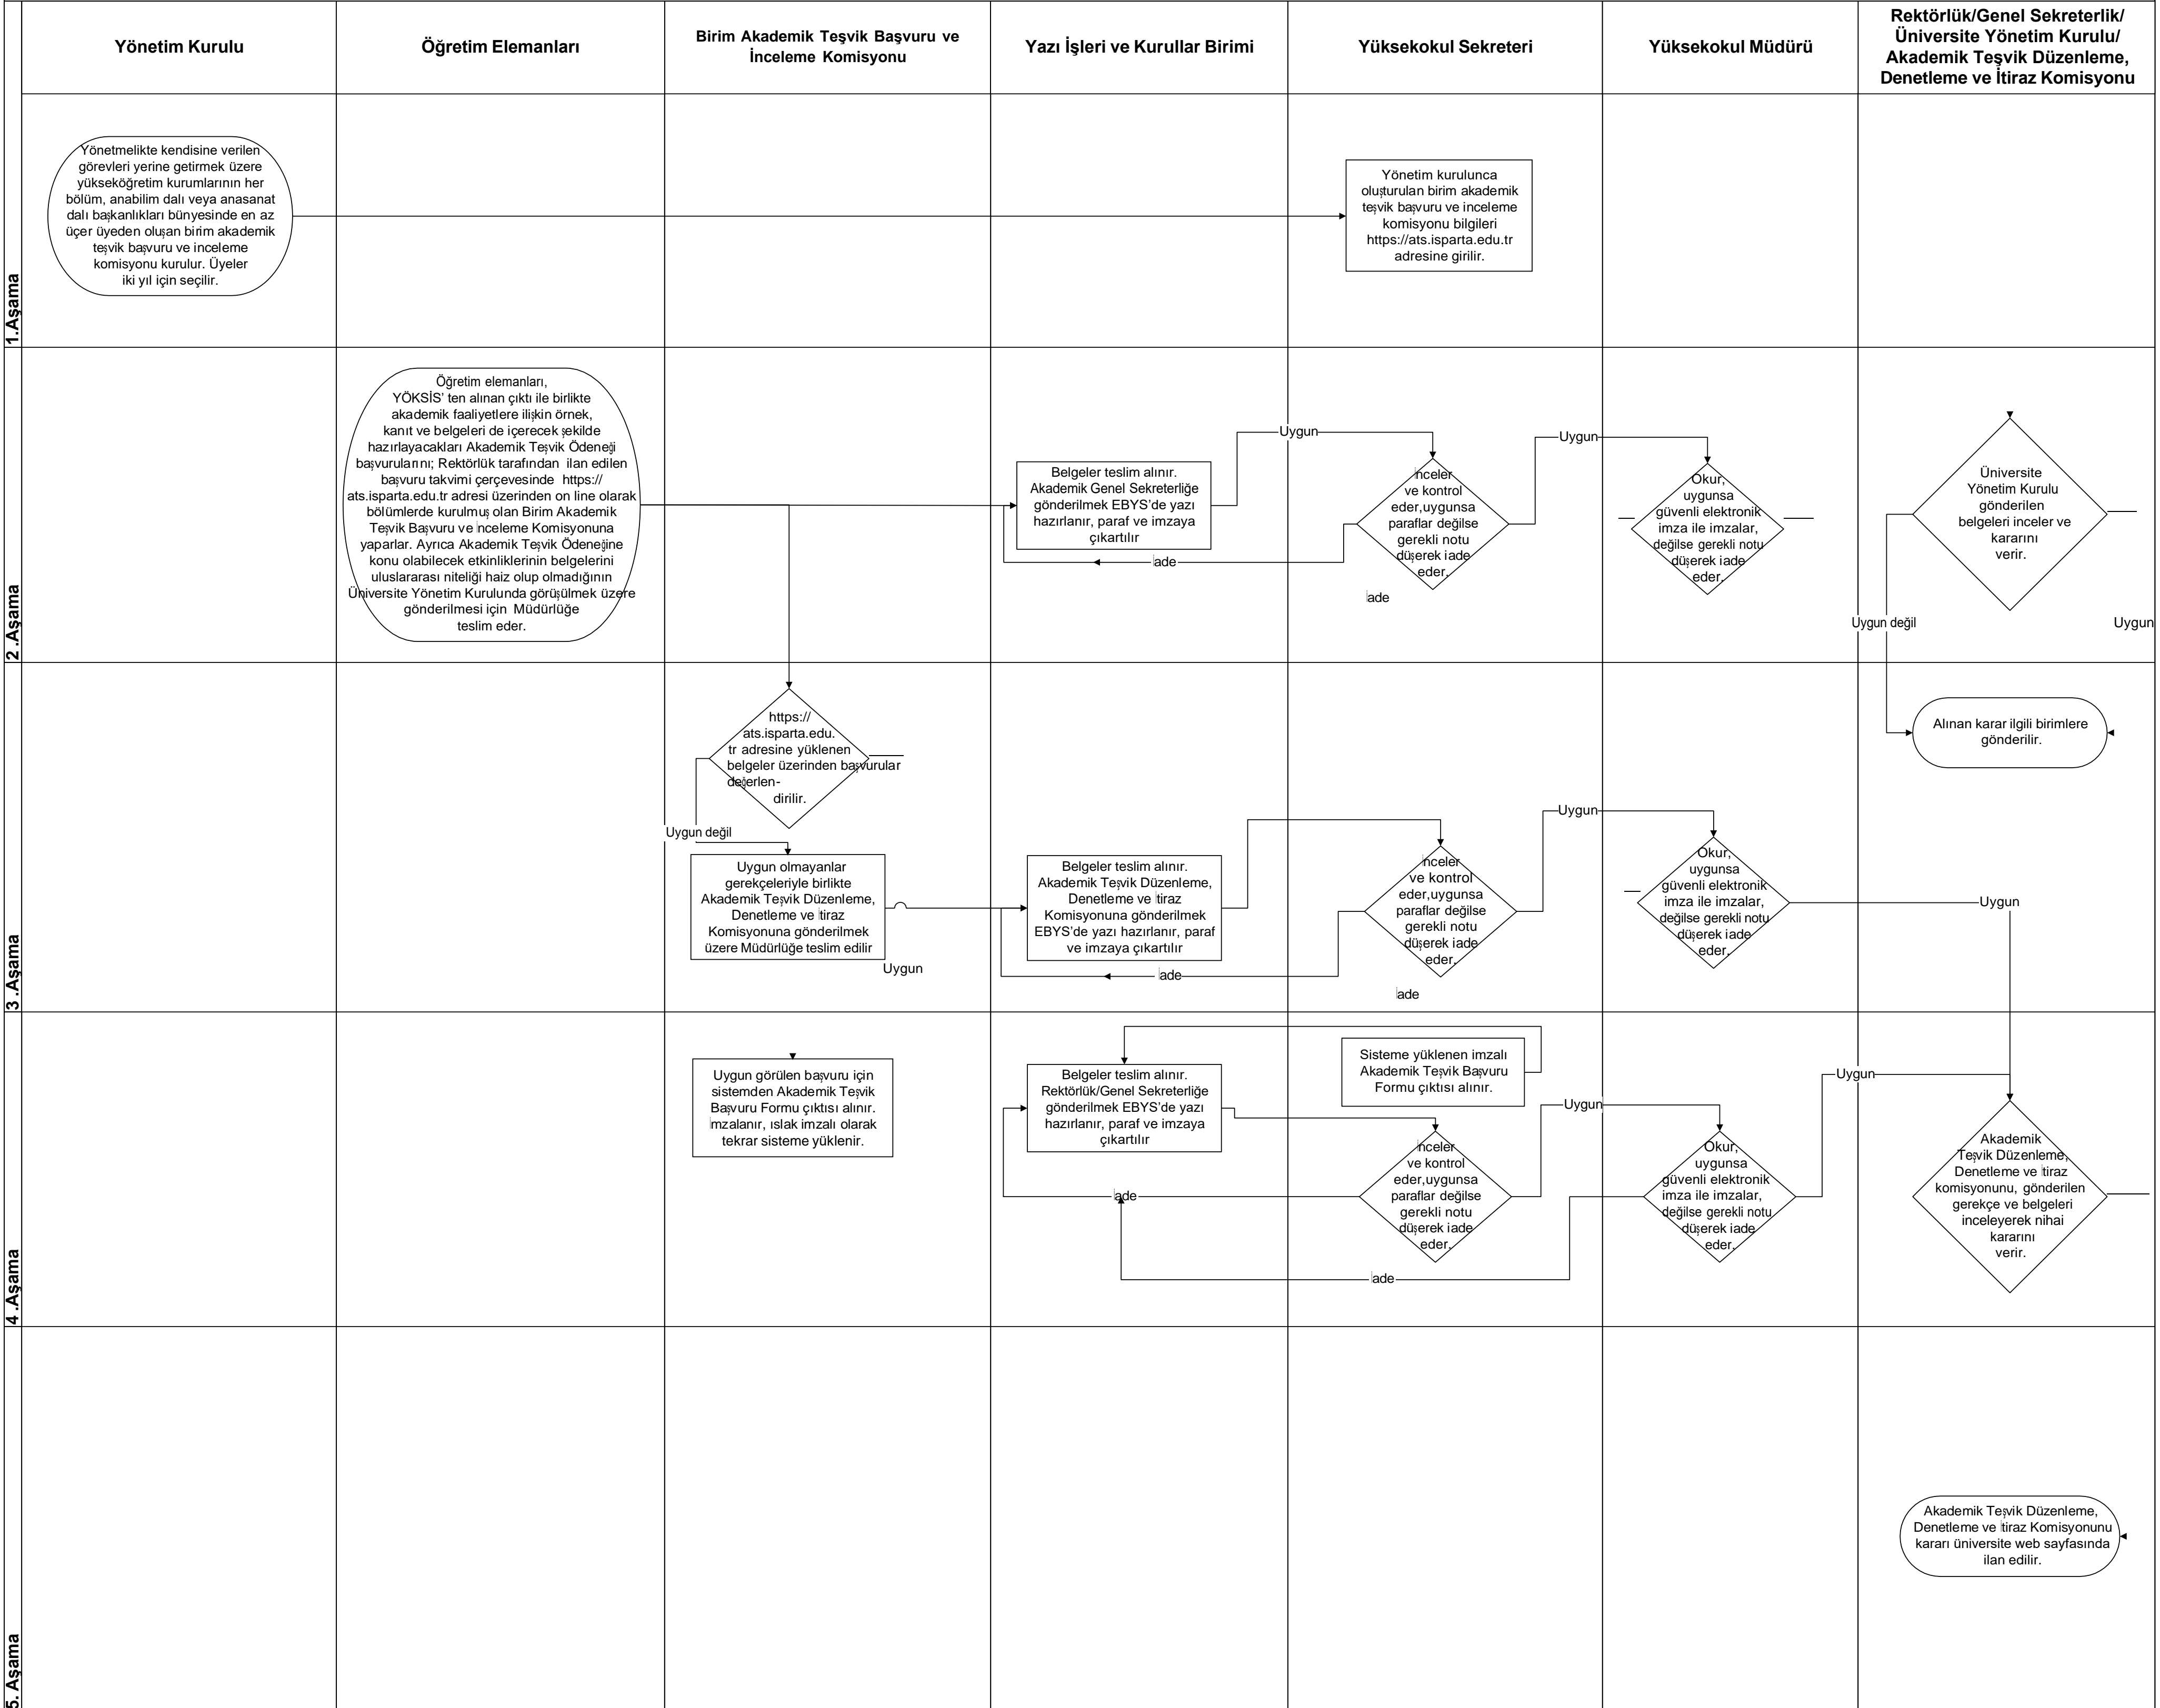 Yönetim Kurulu
Öğretim Elemanları
Birim Akademik Teşvik Başvuru ve
İnceleme Komisyonu
Yazı İşleri ve Kurullar Birimi
Yüksekokul Sekreteri
Yüksekokul Müdürü
Rektörlük/Genel Sekreterlik/
Üniversite Yönetim Kurulu/
Akademik Teşvik Düzenleme,
Denetleme ve İtiraz Komisyonu
1.Aşama
Yönetmelikte kendisine verilen
görevleri yerine getirmek üzere
yükseköğretim kurumlarının her
bölüm, anabilim dalı veya anasanat
dalı başkanlıkları bünyesinde en az
üçer üyeden oluşan birim akademik
teşvik başvuru ve inceleme
komisyonu kurulur. Üyeler
iki yıl için seçilir.
Yönetim kurulunca
oluşturulan birim akademik
teşvik başvuru ve inceleme
komisyonu bilgileri
https://ats.isparta.edu.tr
adresine girilir.
2 .Aşama
Öğretim elemanları,
YÖKSİS' ten alınan çıktı ile birlikte
akademik faaliyetlere ilişkin örnek,
kanıt ve belgeleri de içerecek şekilde
hazırlayacakları Akademik Teşvik Ödeneği
başvurularını; Rektörlük tarafından ilan edilen
başvuru takvimi çerçevesinde https://
ats.isparta.edu.tr adresi üzerinden on line olarak
bölümlerde kurulmuş olan Birim Akademik
Teşvik Başvuru ve İnceleme Komisyonuna
yaparlar. Ayrıca Akademik Teşvik Ödeneğine
konu olabilecek etkinliklerinin belgelerini
uluslararası niteliği haiz olup olmadığının
Üniversite Yönetim Kurulunda görüşülmek üzere
gönderilmesi için Müdürlüğe
teslim eder.
Belgeler teslim alınır.
Akademik Genel Sekreterliğe
gönderilmek EBYS'de yazı
hazırlanır, paraf ve imzaya
çıkartılır
Uygun
İade
İnceler
ve kontrol
eder,uygunsa
paraflar değilse
gerekli notu
düşerek iade
eder.
İade
Uygun
Okur,
uygunsa
güvenli elektronik
imza ile imzalar,
değilse gerekli notu
düşerek iade
eder.
Üniversite
Yönetim Kurulu
gönderilen
belgeleri inceler ve
kararını
verir.
Uygun değil
Uygun
3 .Aşama
https://
ats.isparta.edu.
tr adresine yüklenen
belgeler üzerinden başvurular
değerlen-
dirilir.
Uygun değil
Uygun olmayanlar
gerekçeleriyle birlikte
Akademik Teşvik Düzenleme,
Denetleme ve İtiraz
Komisyonuna gönderilmek
üzere Müdürlüğe teslim edilir
Uygun
Belgeler teslim alınır.
Akademik Teşvik Düzenleme,
Denetleme ve İtiraz
Komisyonuna gönderilmek
EBYS'de yazı hazırlanır, paraf
ve imzaya çıkartılır
İade
İnceler
ve kontrol
eder,uygunsa
paraflar değilse
gerekli notu
düşerek iade
eder.
İade
Uygun
Okur,
uygunsa
güvenli elektronik
imza ile imzalar,
değilse gerekli notu
düşerek iade
eder.
Uygun
Alınan karar ilgili birimlere
gönderilir.
4 .Aşama
Uygun görülen başvuru için
sistemden Akademik Teşvik
Başvuru Formu çıktısı alınır.
İmzalanır, ıslak imzalı olarak
tekrar sisteme yüklenir.
Belgeler teslim alınır.
Rektörlük/Genel Sekreterliğe
gönderilmek EBYS'de yazı
hazırlanır, paraf ve imzaya
çıkartılır
İade
Sisteme yüklenen imzalı
Akademik Teşvik Başvuru
Formu çıktısı alınır.
İnceler
ve kontrol
eder,uygunsa
paraflar değilse
gerekli notu
düşerek iade
eder.
İade
Uygun
Okur,
uygunsa
güvenli elektronik
imza ile imzalar,
değilse gerekli notu
düşerek iade
eder.
Uygun
Akademik
Teşvik Düzenleme,
Denetleme ve İtiraz
komisyonunu, gönderilen
gerekçe ve belgeleri
inceleyerek nihai
kararını
verir.
5. Aşama
Akademik Teşvik Düzenleme,
Denetleme ve İtiraz Komisyonunu
kararı üniversite web sayfasında
ilan edilir.